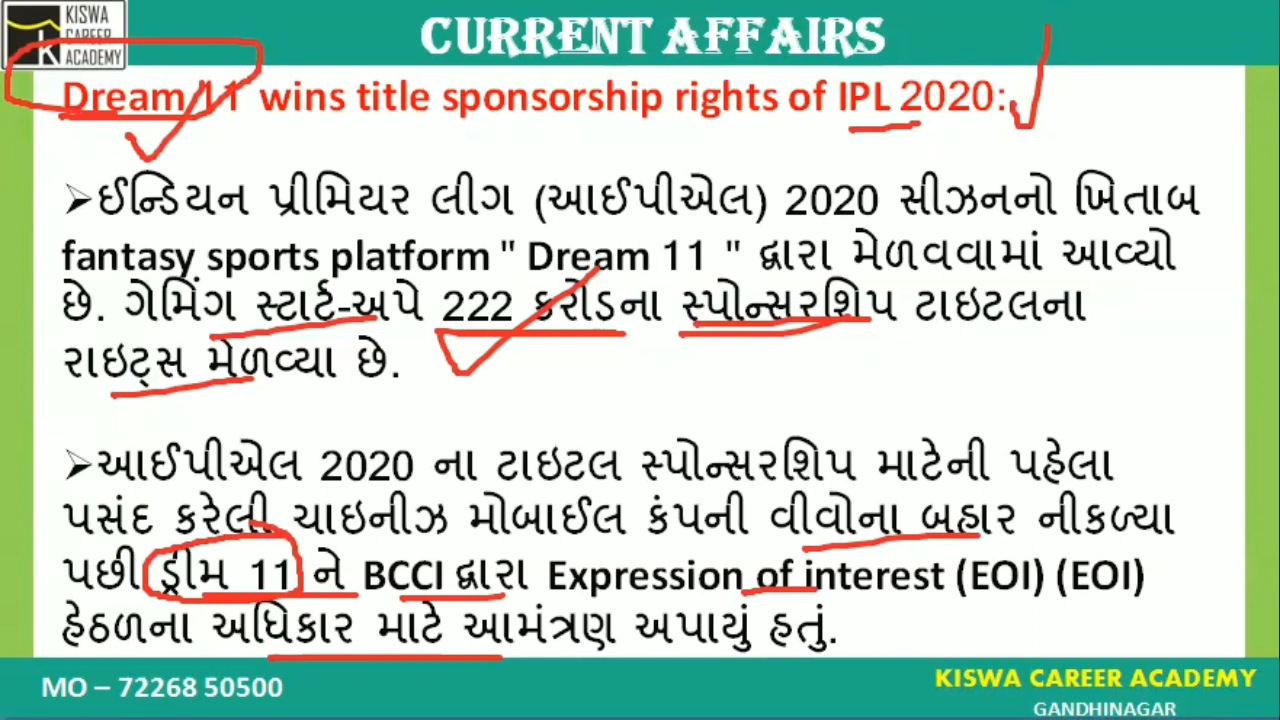 KISWA
CAREER
ACADEMY
CURRENT AFFAIRS
Dream 11 wins title sponsorship rights of IPL 2020:
➢ઈન્ડિયન પ્રીમિયર લીગ (આઈપીએલ) 2020 સીઝનનો ખિતાબ
fantasy sports platform " Dream 11 " દ્વારા મેળવવામાં આવ્યો
છે. ગેમિંગ સ્ટાર્ટ-અપે 222 કરોડના સ્પોન્સરશિપ ટાઇટલના
રાઇટ્સ મેળવ્યા છે.
➢આઈપીએલ 2020 ના ટાઇટલ સ્પોન્સરશિપ માટેની પહેલા
પસંદ કરેલી ચાઇનીઝ મોબાઈલ કંપની વીવોના બહાર નીકળ્યા
પછી ડ્રીમ 11 ને BCCI દ્વારા Expression of interest (EOI) (EOI)
હેઠળના અધિકાર માટે આમંત્રણ અપાયું હતું.
MO – 72268 50500
KISWA CAREER ACADEMY
GANDHINAGAR